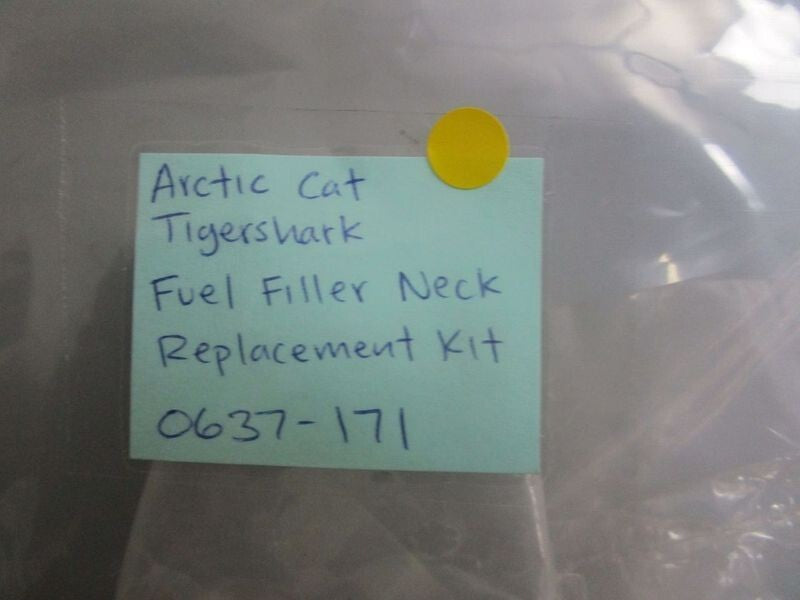 Arctic Cat
Tigershark
Fuel Filler Neck
Replacement Kit
0637-171